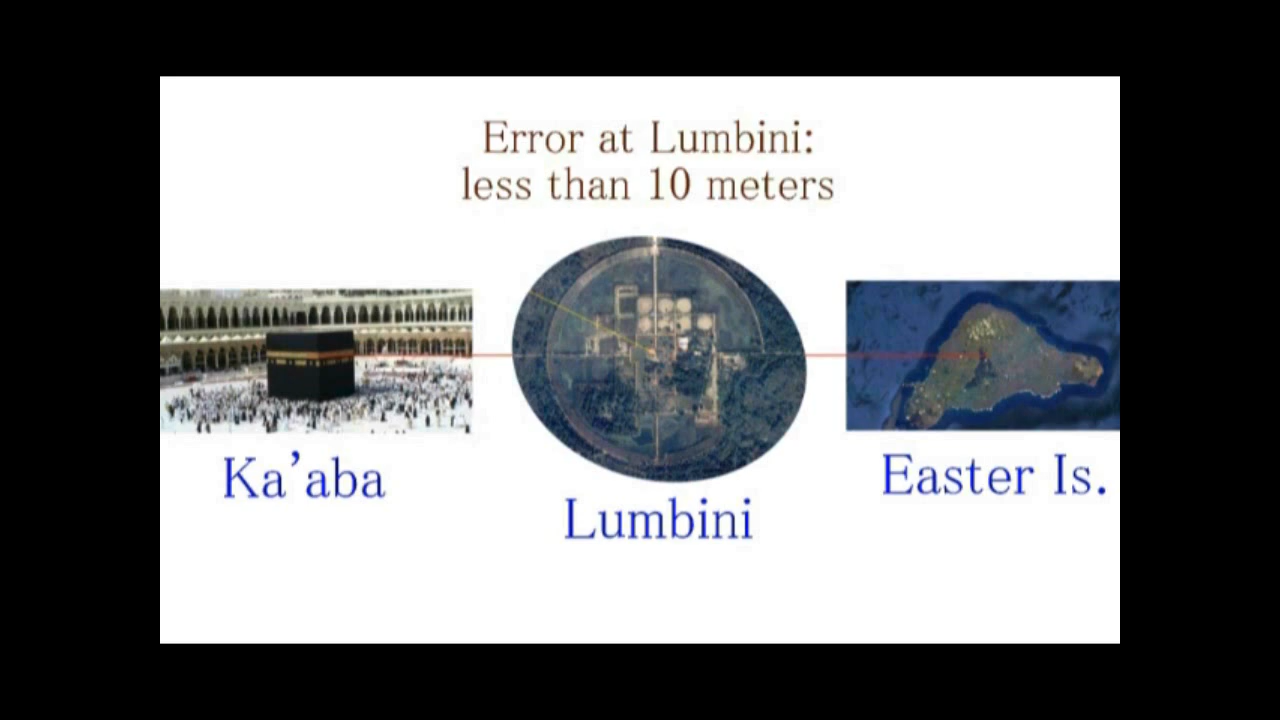 Error at Lumbini:
less than 10 meters
Ka’aba
Lumbini
Easter Is.